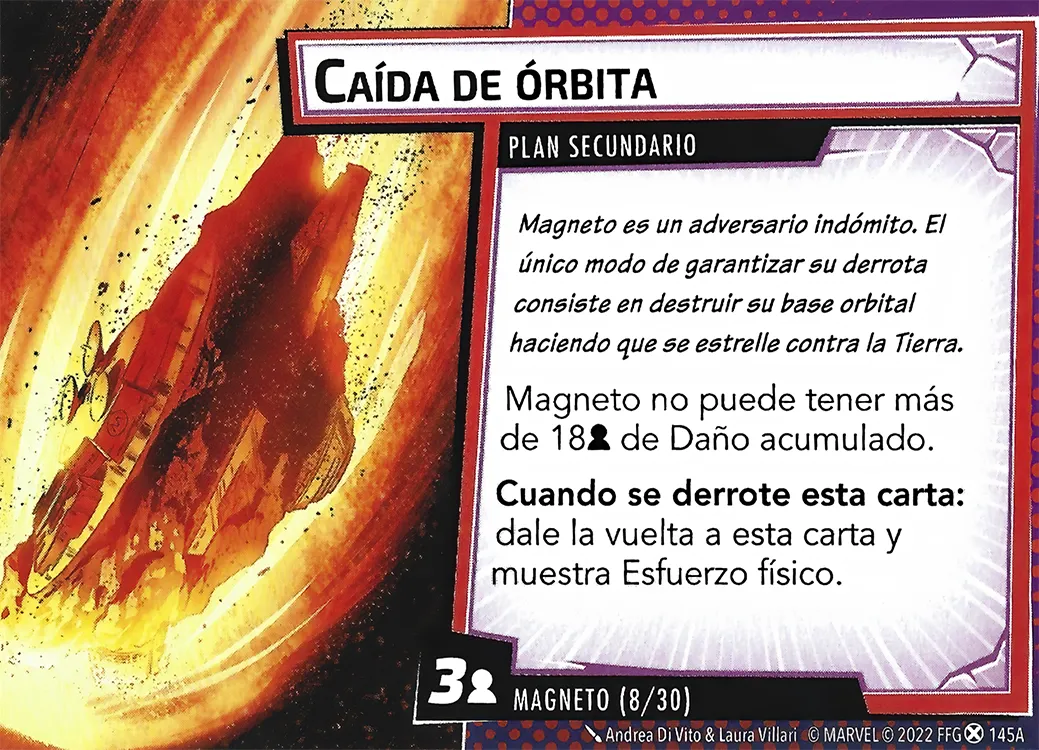 CAÍDA DE ÓRBITA
PLAN SECUNDARIO
Magneto es un adversario indómito. El
único modo de garantizar su derrota
consiste en destruir su base orbital
haciendo que se estrelle contra la Tierra.
Magneto no puede tener más
de 18 de Daño acumulado.
Cuando se derrote esta carta:
dale la vuelta a esta carta y
muestra Esfuerzo físico.
3
MAGNETO (8/30)
Andrea Di Vito & Laura Villari © MARVEL © 2022 FFG 145A